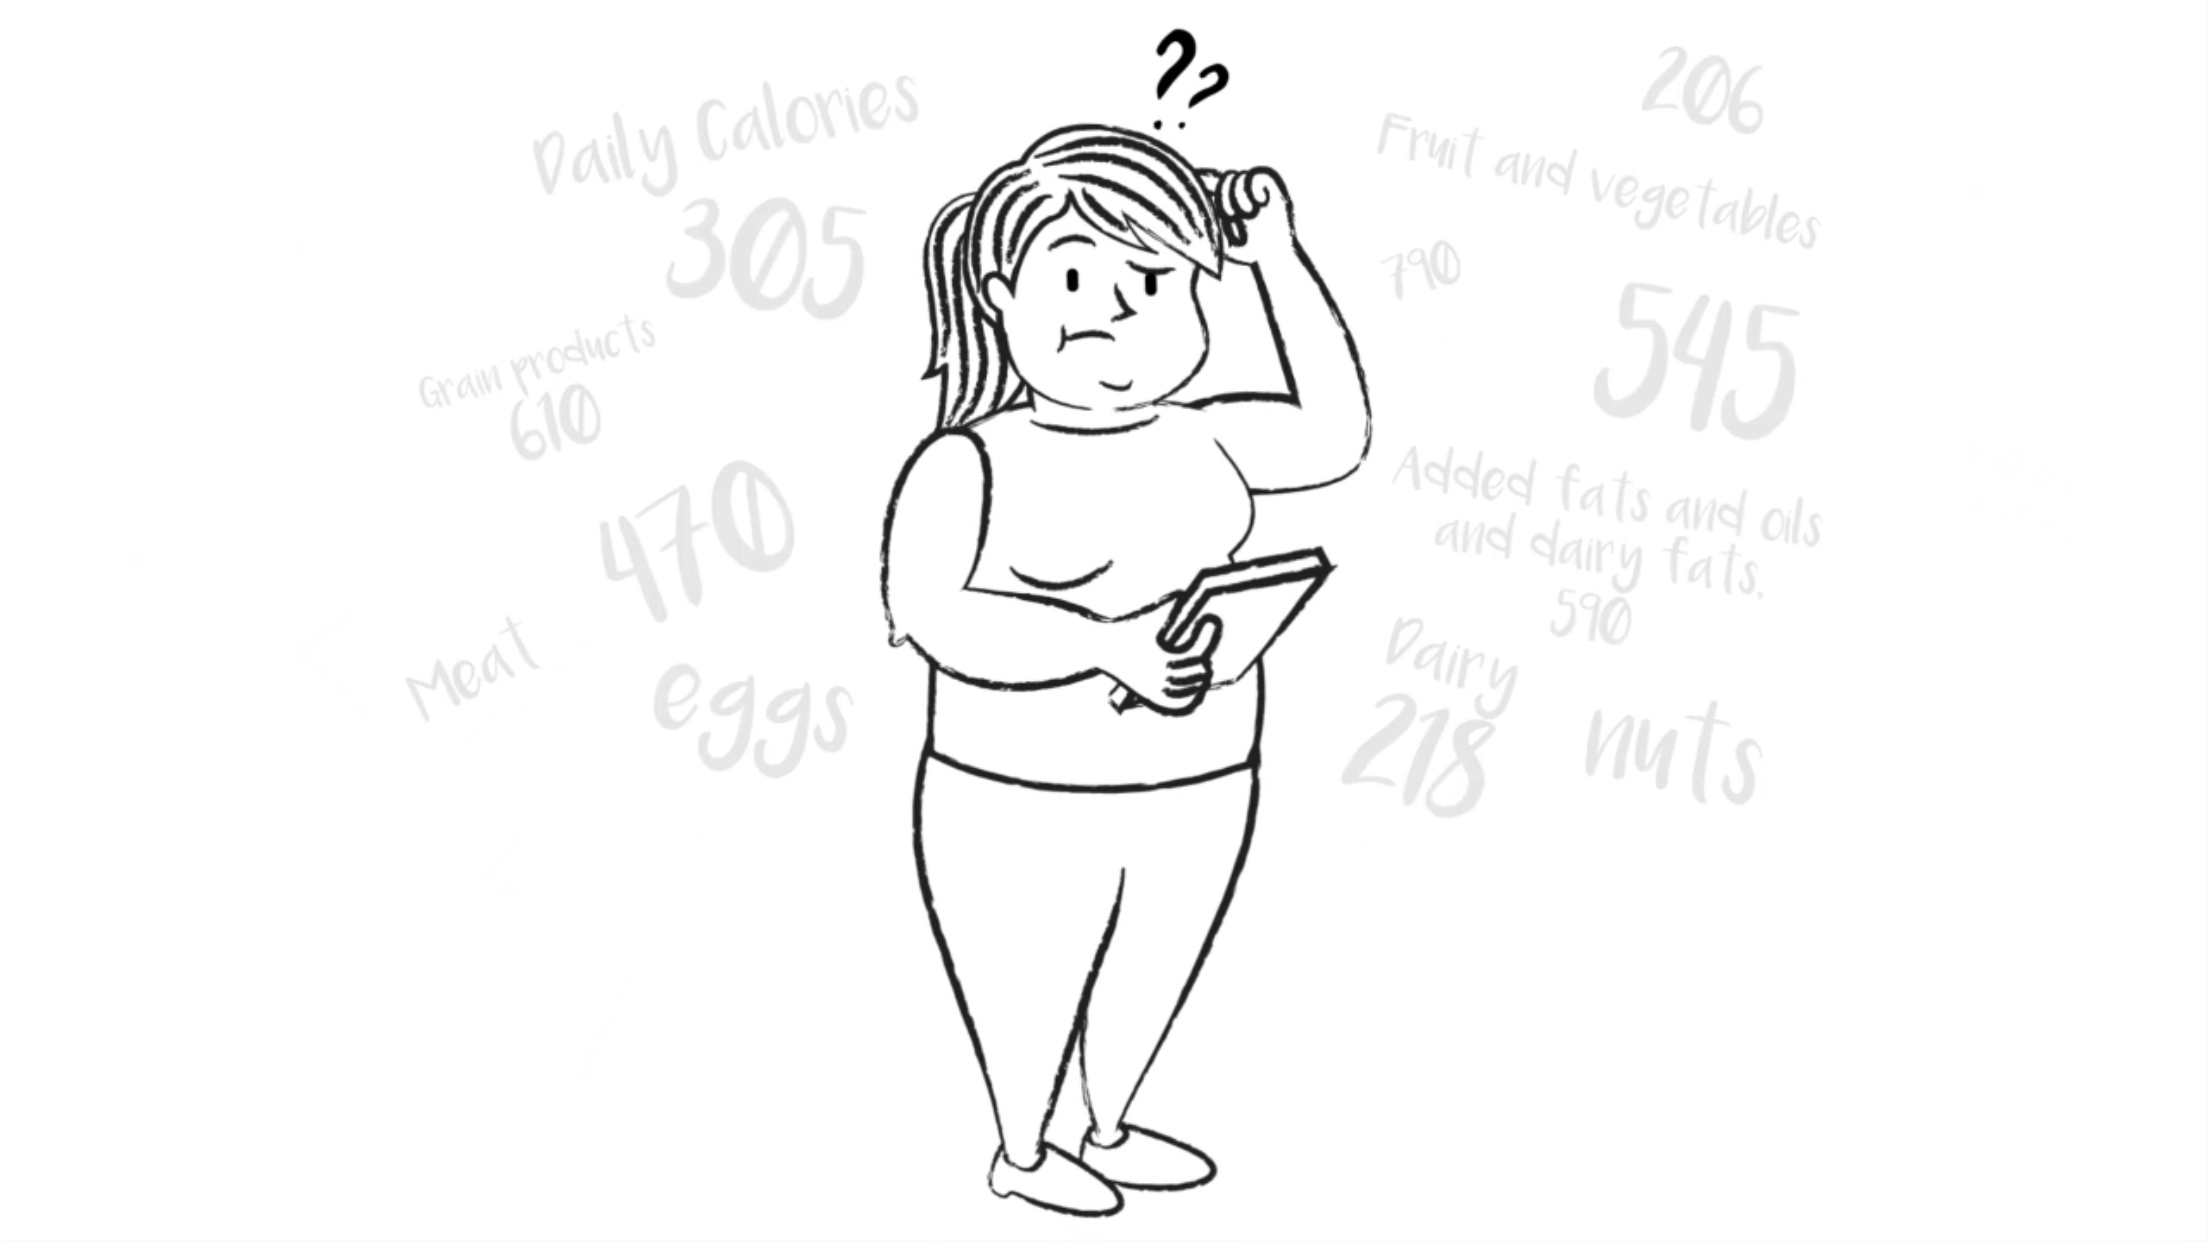 ??
Daily Calories
305
Grain products
610
470
Meat
eggs
206
Fruit and vegetables
790
545
Added fats and oils
and dairy fats.
590
Dairy
218
nuts